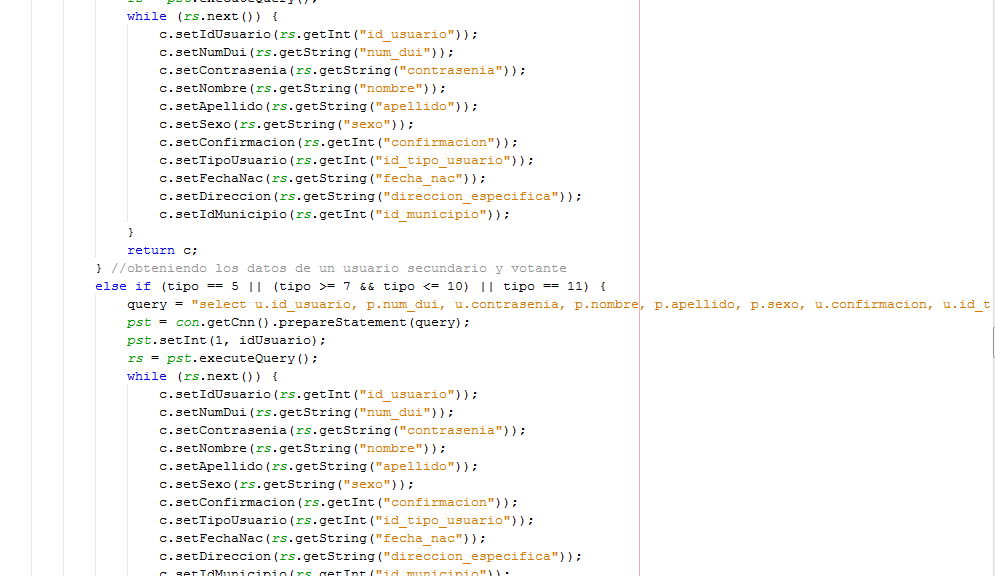 rs = pst.executeQuery();
while (rs.next()) {
c.setIdUsuario(rs.getInt("id_usuario"));
c.setNumDui(rs.getString("num_dui"));
c.setContrasenia(rs.getString("contrasenia"));
c.setNombre(rs.getString("nombre"));
c.setApellido(rs.getString("apellido"));
c.setSexo(rs.getString("sexo"));
c.setConfirmacion(rs.getInt("confirmacion"));
c.setTipoUsuario(rs.getInt("id_tipo_usuario"));
c.setFechaNac(rs.getString("fecha_nac"));
c.setDireccion(rs.getString("direccion_especifica"));
c.setIdMunicipio(rs.getInt("id_municipio"));
}
return c;
} //obteniendo los datos de un usuario secundario y votante
else if (tipo == 5 || (tipo >= 7 && tipo <= 10) || tipo == 11) {
query = "select u.id_usuario, p.num_dui, u.contrasenia, p.nombre, p.apellido, p.sexo, u.confirmacion, u.id_t
pst = con.getCnn().prepareStatement(query);
pst.setInt(1, idUsuario);
rs = pst.executeQuery();
while (rs.next()) {
c.setIdUsuario(rs.getInt("id_usuario"));
c.setNumDui(rs.getString("num_dui"));
c.setContrasenia(rs.getString("contrasenia"));
c.setNombre(rs.getString("nombre"));
c.setApellido(rs.getString("apellido"));
c.setSexo(rs.getString("sexo"));
c.setConfirmacion(rs.getInt("confirmacion"));
c.setTipoUsuario(rs.getInt("id_tipo_usuario"));
c.setFechaNac(rs.getString("fecha_nac"));
c.setDireccion(rs.getString("direccion_especifica"));
c.setIdMunicipio(rs.getInt("id_municipio"));